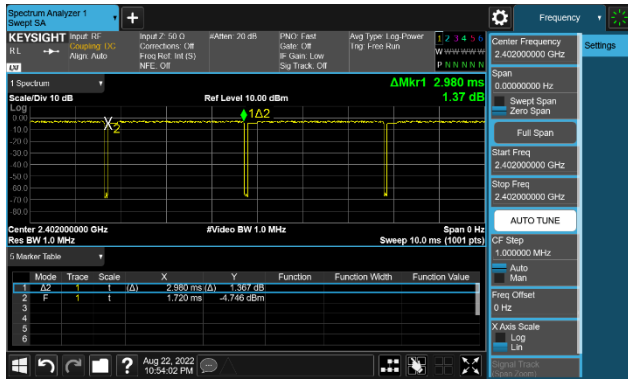 Spectrum Analyzer 1
Swept SA
+
Frequency
KEYSIGHT
Input: RF
Input Z: 50 Ω
#Atten: 20 dB
PNO: Fast
Avg Type: Log-Power
1 2 3 4 5 6
RL
Coupling: DC
Corrections: Off
Gate: Off
Trig: Free Run
W W W W W W
Align: Auto
Freq Ref: Int (S)
IF Gain: Low
NFE: Off
Sig Track: Off
P N N N N N
LXI
1 Spectrum
ΔMkr1 2.980 ms
Scale/Div 10 dB
Ref Level 10.00 dBm
1.37 dB
Log
0.00
1Δ2
X2
-10.0
-20.0
-30.0
-40.0
-50.0
-60.0
-70.0
-80.0
Center 2.402000000 GHz
#Video BW 1.0 MHz
Span 0 Hz
Res BW 1.0 MHz
Sweep 10.0 ms (1001 pts)
5 Marker Table
Mode Trace Scale X Y Function Function Width Function Value
1 Δ2 1 t (Δ) 2.980 ms (Δ) 1.367 dB
2 F 1 t 1.720 ms -4.746 dBm
3
4
5
6
?
Aug 22, 2022
10:54:02 PM
Center Frequency
2.402000000 GHz
Settings
Span
0.00000000 Hz
Swept Span
Zero Span
Full Span
Start Freq
2.402000000 GHz
Stop Freq
2.402000000 GHz
AUTO TUNE
CF Step
1.000000 MHz
Auto
Man
Freq Offset
0 Hz
X Axis Scale
Log
Lin
Signal Track
(Span Zoom)